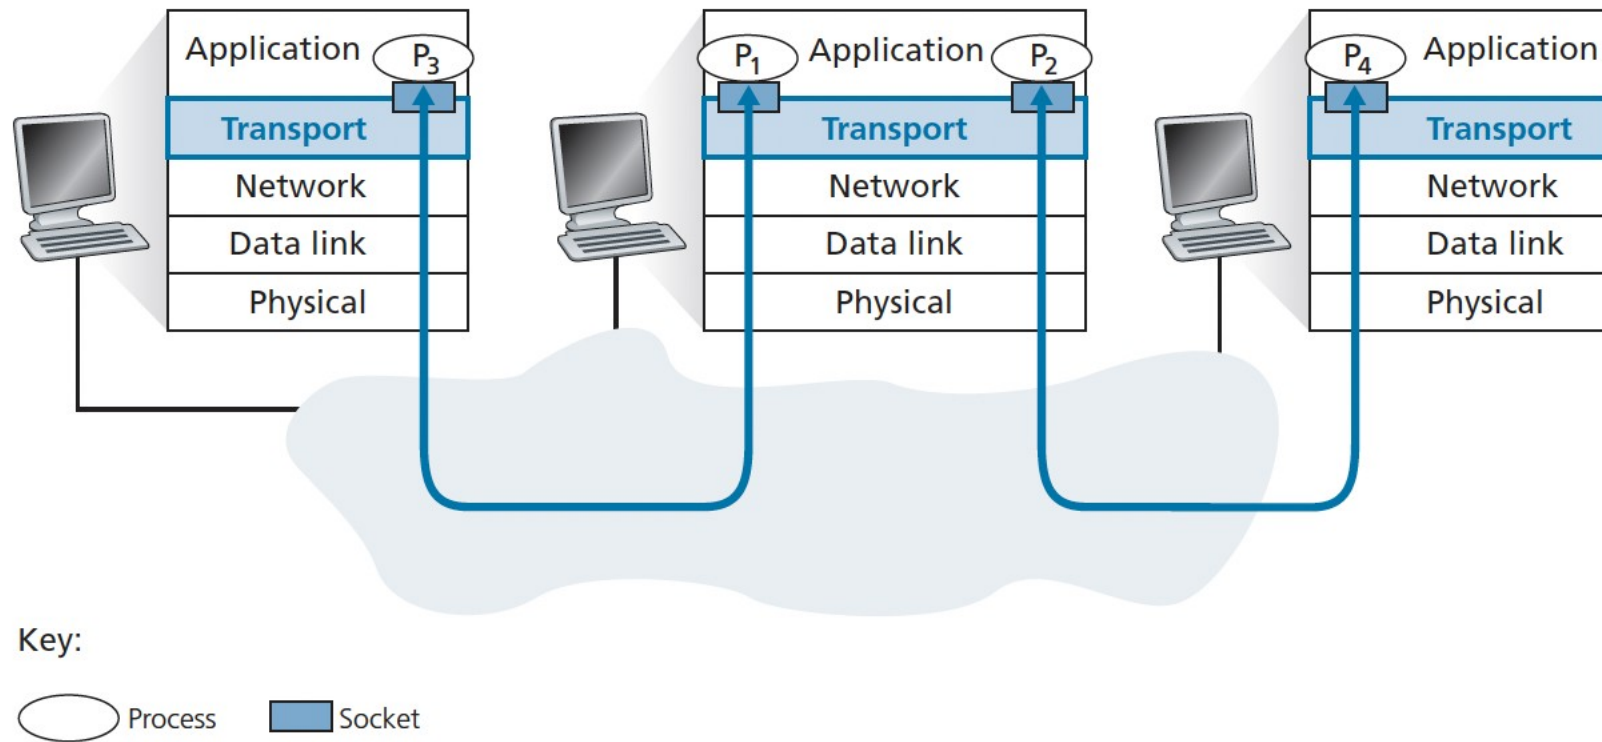 Application P₃
Transport
Network
Data link
Physical
P₁ Application P₂
Transport
Network
Data link
Physical
P₄ Application
Transport
Network
Data link
Physical
Key:
Process Socket